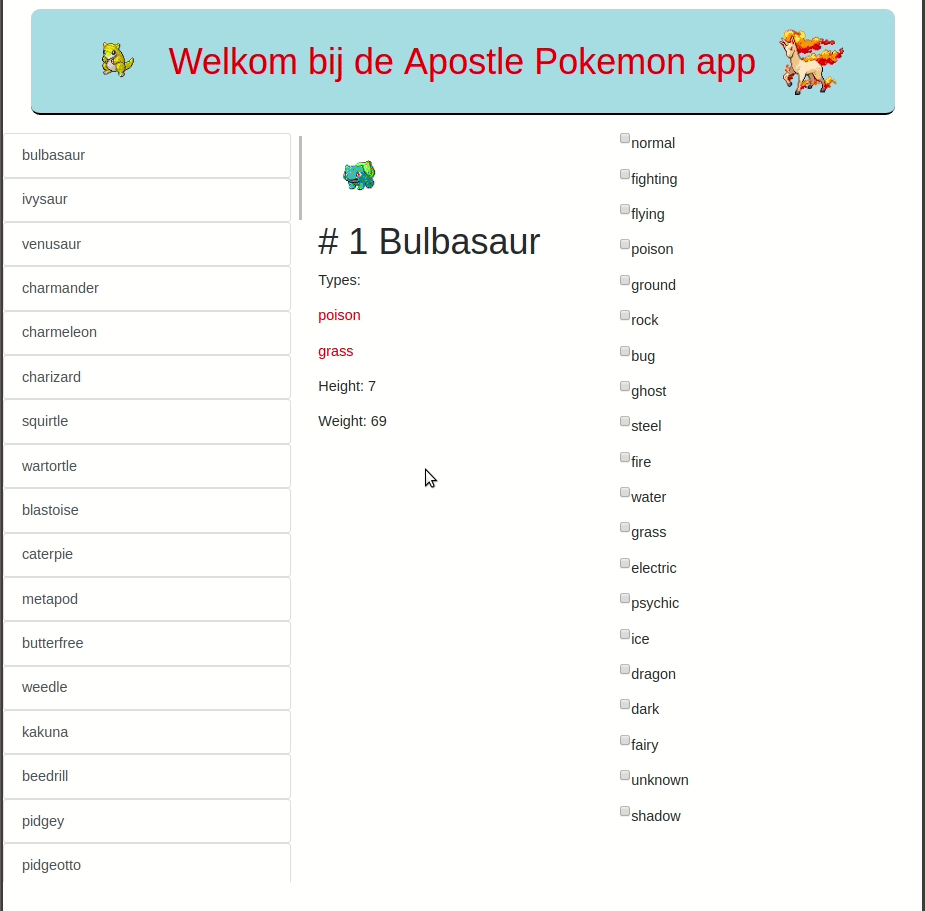 Welkom bij de Apostle Pokemon app
bulbasaur
ivysaur
venusaur
charmander
charmeleon
charizard
squirtle
wartortle
blastoise
caterpie
metapod
butterfree
weedle
kakuna
beedrill
pidgey
pidgeotto
# 1 Bulbasaur
Types:
poison
grass
Height: 7
Weight: 69
normal
fighting
flying
poison
ground
rock
bug
ghost
steel
fire
water
grass
electric
psychic
ice
dragon
dark
fairy
unknown
shadow